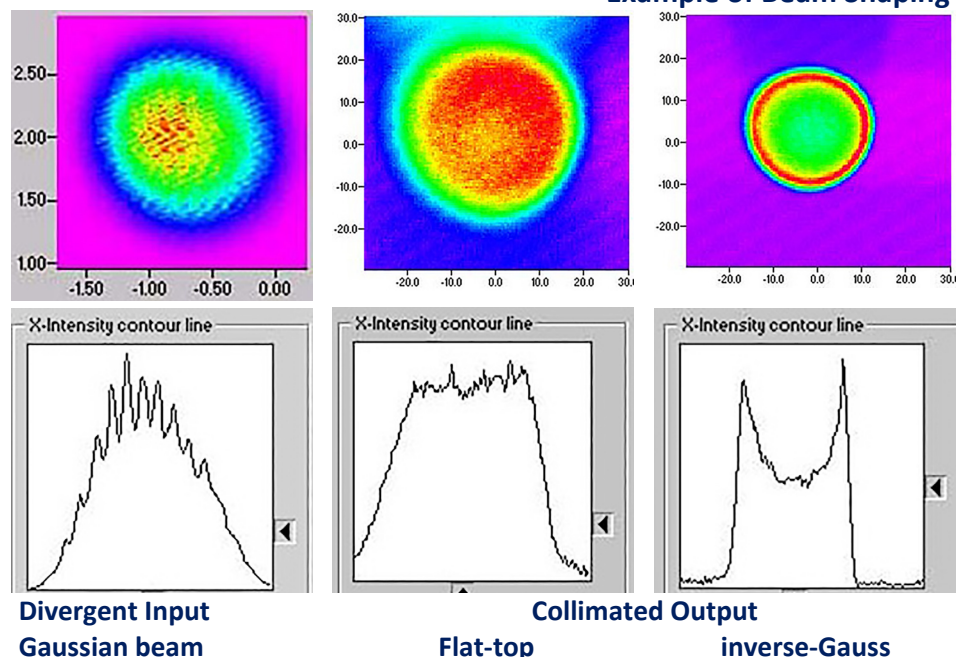 Example of Beam Shaping
2.50
2.00
1.50
1.00
-1.50 -1.00 -0.50 0.00
30.0
20.0
10.0
0.0
-10.0
-20.0
-20.0 -10.0 0.0 10.0 20.0 30.0
30.0
20.0
10.0
0.0
-10.0
-20.0
-20.0 -10.0 0.0 10.0 20.0 30.0
X-Intensity contour line
X-Intensity contour line
X-Intensity contour line
Divergent Input Collimated Output
Gaussian beam Flat-top inverse-Gauss